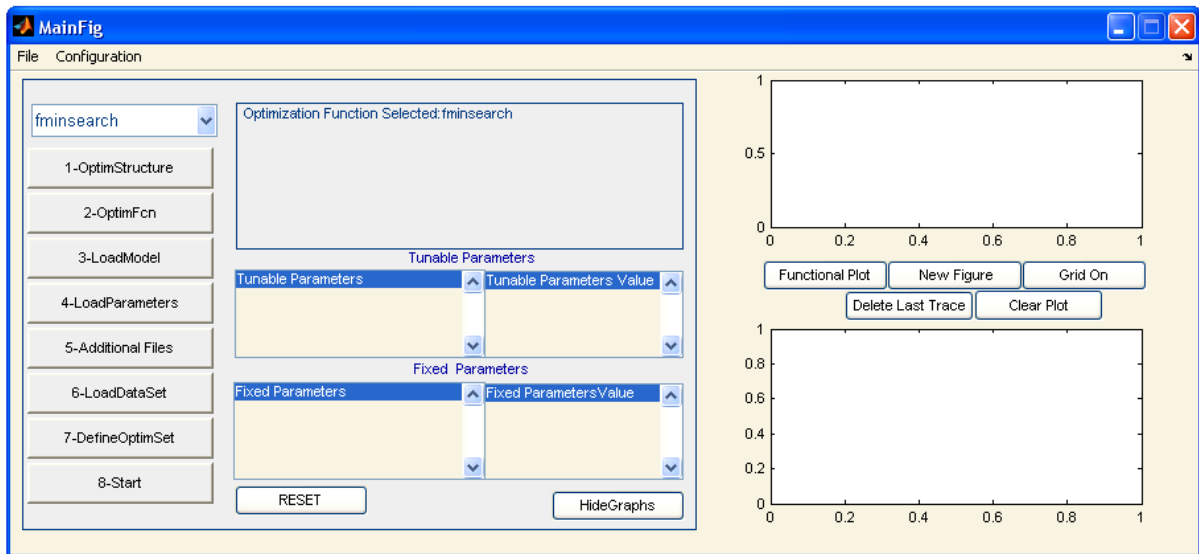 MainFig
File Configuration
fminsearch
1-OptimStructure
2-OptimFcn
3-LoadModel
4-LoadParameters
5-Additional Files
6-LoadDataSet
7-DefineOptimSet
8-Start
Optimization Function Selected:fminsearch
Tunable Parameters
Tunable Parameters
Tunable Parameters Value
Fixed Parameters
Fixed Parameters
Fixed ParametersValue
RESET
HideGraphs
1
0.5
0
0 0.2 0.4 0.6 0.8 1
Functional Plot
New Figure
Grid On
Delete Last Trace
Clear Plot
1
0.8
0.6
0.4
0.2
0
0 0.2 0.4 0.6 0.8 1